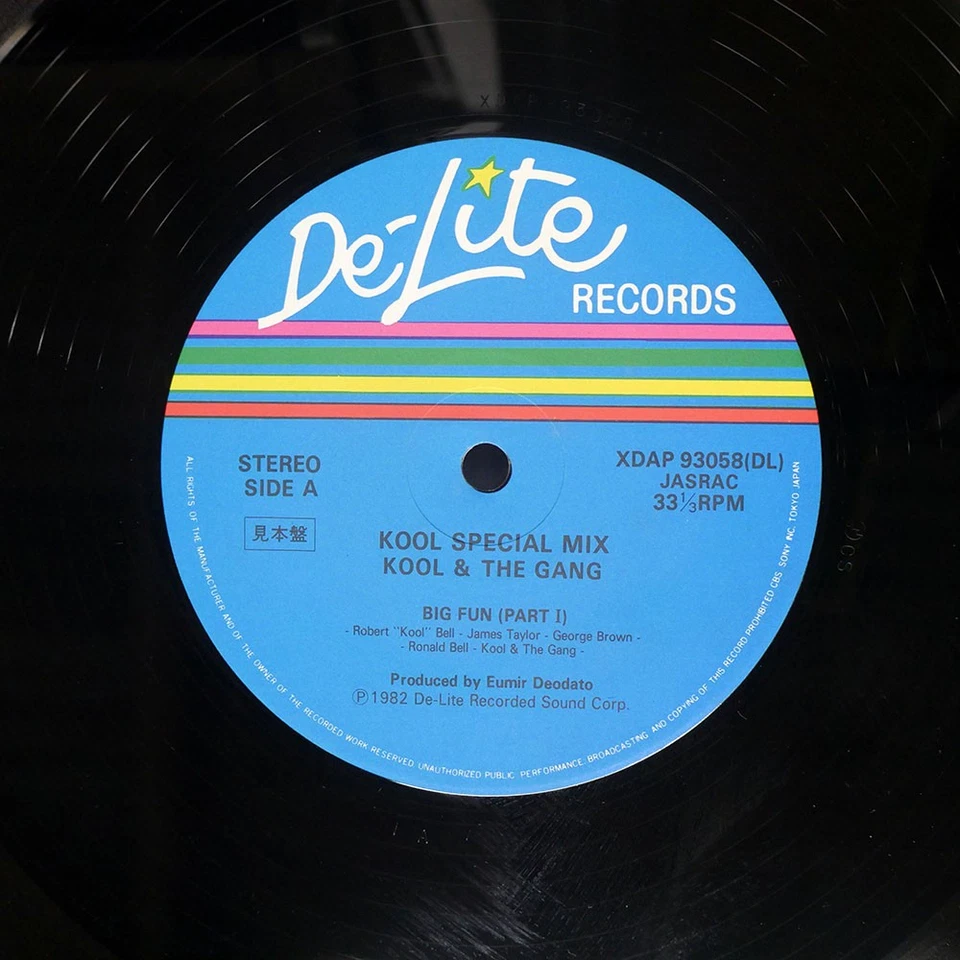 De-Lite
RECORDS
STEREO
SIDE A
見本盤
XDAP 93058(DL)
JASRAC
33⅓RPM
KOOL SPECIAL MIX
KOOL & THE GANG
BIG FUN (PART I)
- Robert "Kool" Bell - James Taylor - George Brown -
- Ronald Bell - Kool & The Gang -
Produced by Eumir Deodato
Ⓟ1982 De-Lite Recorded Sound Corp.
ALL RIGHTS OF THE MANUFACTURER AND OF THE OWNER OF THE RECORDED WORK RESERVED. UNAUTHORIZED PUBLIC PERFORMANCE. BROADCASTING AND COPYING OF THIS RECORD PROHIBITED CBS SONY INC. TOKYO JAPAN